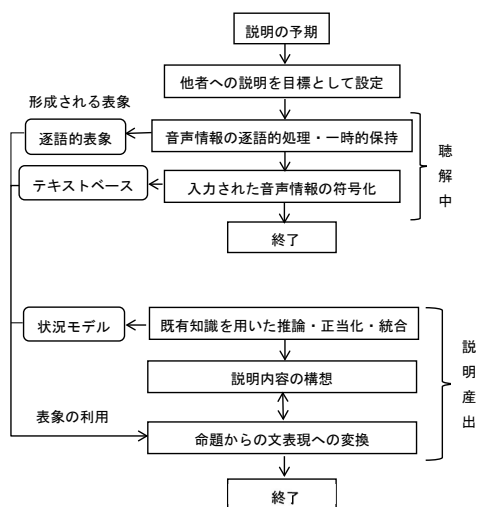 説明の予期
他者への説明を目標として設定
形成される表象
逐語的表象
音声情報の逐語的処理・一時的保持
テキストベース
入力された音声情報の符号化
聴解中
終了
状況モデル
既有知識を用いた推論・正当化・統合
説明内容の構想
説明産出
表象の利用
命題からの文表現への変換
終了